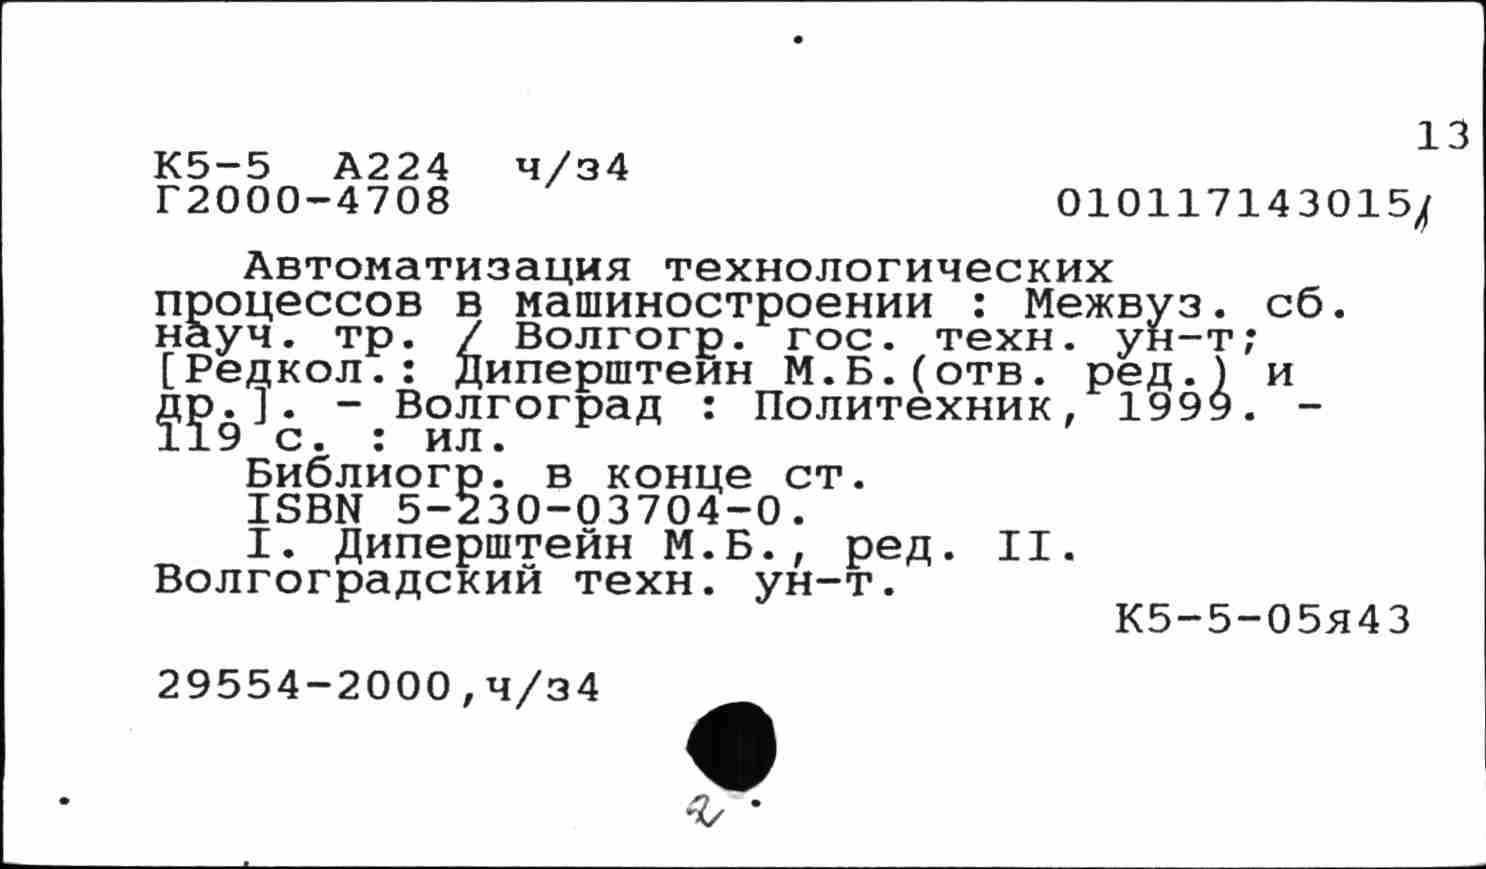 13
К5-5 А224 ч/з4
Г2000-4708 010117143015
Автоматизация технологических
процессов в машиностроении : Межвуз. сб.
науч. тр. / Волгогр. гос. техн. ун-т;
[Редкол.: Диперштейн М.Б.(отв. ред.) и
др.]. - Волгоград : Политехник, 1999. -
119 с. : ил.
Библиогр. в конце ст.
ISBN 5-230-03704-0.
I. Диперштейн М.Б., ред. II.
Волгоградский техн. ун-т.
К5-5-05я43
29554-2000,ч/з4